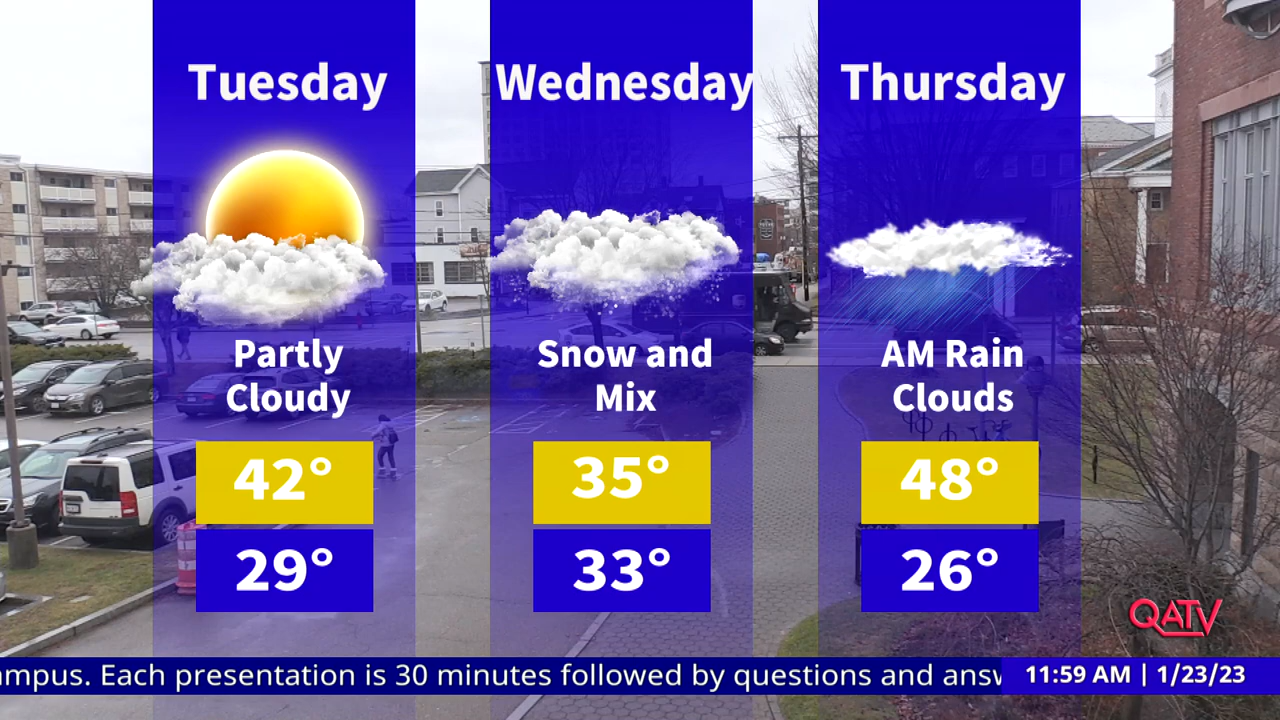 Tuesday
Partly
Cloudy
42°
29°
Wednesday
Snow and
Mix
35°
33°
Thursday
AM Rain
Clouds
48°
26°
QATV
ampus. Each presentation is 30 minutes followed by questions and answ
11:59 AM | 1/23/23